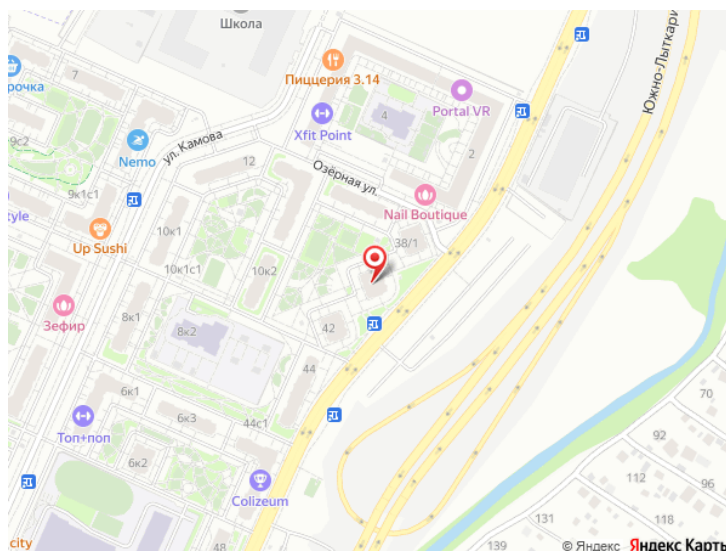 Школа
Южно-Лыткари
Пиццерия 3.14
7
рочка
Portal VR
4
Xfit Point
ул. Камова
9с2
Nemo
12
2
Озёрная ул.
9к1с1
Nail Boutique
tyle
10к1
Up Sushi
38/1
10к1с1
10к2
Зефир
8к1
8к2
42
44
6к1
70
44с1
6к3
92
Топ+поп
6к2
112
96
Colizeum
131
city
48
139
© Яндекс Яндекс Карты